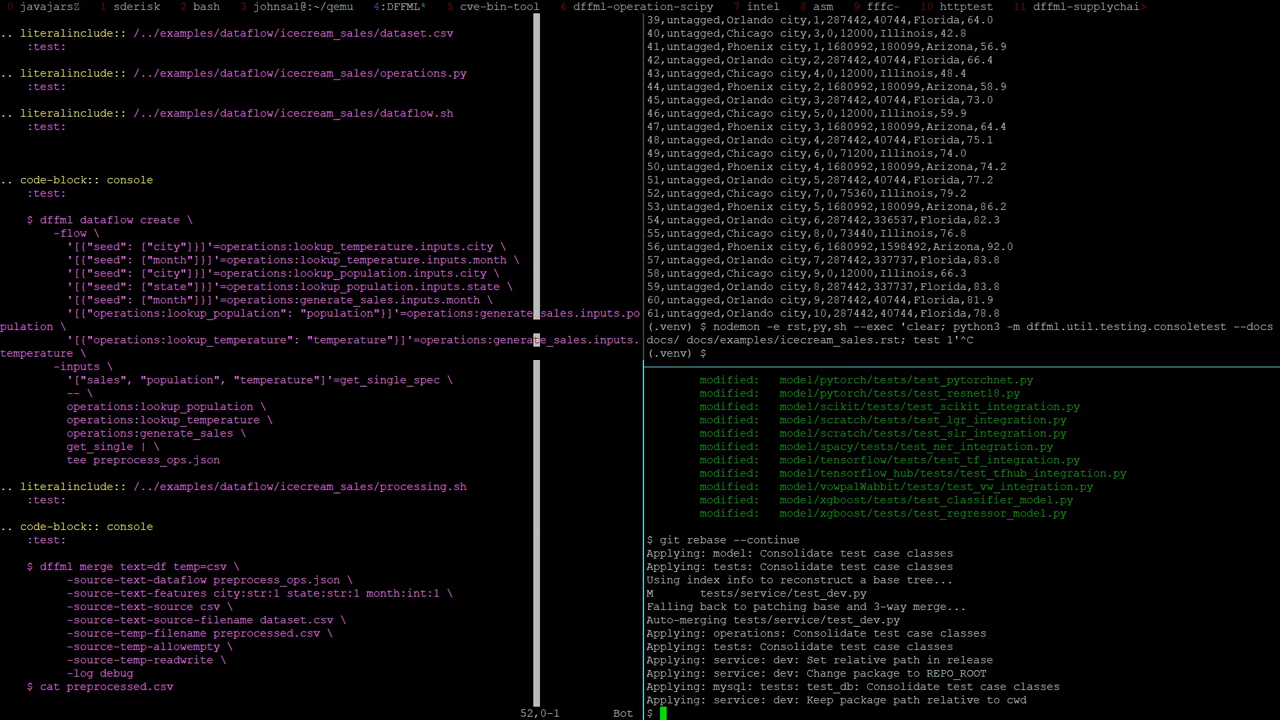 0 javajarsZ  1 sderisk  2 bash  3 johnsal@:~/qemu  4:DFFML*  5 cve-bin-tool  6 dffml-operation-scipy  7 intel  8 asm  9 fffc-  10 httptest  11 dffml-supplychai>
.. literalinclude:: /../examples/dataflow/icecream_sales/dataset.csv
:test:
.. literalinclude:: /../examples/dataflow/icecream_sales/operations.py
:test:
.. literalinclude:: /../examples/dataflow/icecream_sales/dataflow.sh
:test:
.. code-block:: console
:test:
$ dffml dataflow create \
-flow \
'[{"seed": ["city"]}]'=operations:lookup_temperature.inputs.city \
'[{"seed": ["month"]}]'=operations:lookup_temperature.inputs.month \
'[{"seed": ["city"]}]'=operations:lookup_population.inputs.city \
'[{"seed": ["state"]}]'=operations:lookup_population.inputs.state \
'[{"seed": ["month"]}]'=operations:generate_sales.inputs.month \
'[{"operations:lookup_population": "population"}]'=operations:generate_sales.inputs.po
pulation \
'[{"operations:lookup_temperature": "temperature"}]'=operations:generate_sales.inputs.
temperature \
-inputs \
'["sales", "population", "temperature"]'=get_single_spec \
-- \
operations:lookup_population \
operations:lookup_temperature \
operations:generate_sales \
get_single | \
tee preprocess_ops.json
.. literalinclude:: /../examples/dataflow/icecream_sales/processing.sh
:test:
.. code-block:: console
:test:
$ dffml merge text=df temp=csv \
-source-text-dataflow preprocess_ops.json \
-source-text-features city:str:1 state:str:1 month:int:1 \
-source-text-source csv \
-source-text-source-filename dataset.csv \
-source-temp-filename preprocessed.csv \
-source-temp-allowempty \
-source-temp-readwrite \
-log debug
$ cat preprocessed.csv
52,0-1 Bot
39,untagged,Orlando city,1,287442,40744,Florida,64.0
40,untagged,Chicago city,3,0,12000,Illinois,42.8
41,untagged,Phoenix city,1,1680992,180099,Arizona,56.9
42,untagged,Orlando city,2,287442,40744,Florida,66.4
43,untagged,Chicago city,4,0,12000,Illinois,48.4
44,untagged,Phoenix city,2,1680992,180099,Arizona,58.9
45,untagged,Orlando city,3,287442,40744,Florida,73.0
46,untagged,Chicago city,5,0,12000,Illinois,59.9
47,untagged,Phoenix city,3,1680992,180099,Arizona,64.4
48,untagged,Orlando city,4,287442,40744,Florida,75.1
49,untagged,Chicago city,6,0,71200,Illinois,74.0
50,untagged,Phoenix city,4,1680992,180099,Arizona,74.2
51,untagged,Orlando city,5,287442,40744,Florida,77.2
52,untagged,Chicago city,7,0,75360,Illinois,79.2
53,untagged,Phoenix city,5,1680992,180099,Arizona,86.2
54,untagged,Orlando city,6,287442,336537,Florida,82.3
55,untagged,Chicago city,8,0,73440,Illinois,76.8
56,untagged,Phoenix city,6,1680992,1598492,Arizona,92.0
57,untagged,Orlando city,7,287442,337737,Florida,83.8
58,untagged,Chicago city,9,0,12000,Illinois,66.3
59,untagged,Orlando city,8,287442,337737,Florida,83.8
60,untagged,Orlando city,9,287442,40744,Florida,81.9
61,untagged,Orlando city,10,287442,40744,Florida,78.8
(.venv) $ nodemon -e rst,py,sh --exec 'clear; python3 -m dffml.util.testing.consoletest --docs
docs/ docs/examples/icecream_sales.rst; test 1'^C
(.venv) $
modified: model/pytorch/tests/test_pytorchnet.py
modified: model/pytorch/tests/test_resnet18.py
modified: model/scikit/tests/test_scikit_integration.py
modified: model/scratch/tests/test_lgr_integration.py
modified: model/scratch/tests/test_slr_integration.py
modified: model/spacy/tests/test_ner_integration.py
modified: model/tensorflow/tests/test_tf_integration.py
modified: model/tensorflow_hub/tests/test_tfhub_integration.py
modified: model/vowpalWabbit/tests/test_vw_integration.py
modified: model/xgboost/tests/test_classifier_model.py
modified: model/xgboost/tests/test_regressor_model.py
$ git rebase --continue
Applying: model: Consolidate test case classes
Applying: tests: Consolidate test case classes
Using index info to reconstruct a base tree...
M tests/service/test_dev.py
Falling back to patching base and 3-way merge...
Auto-merging tests/service/test_dev.py
Applying: operations: Consolidate test case classes
Applying: tests: Consolidate test case classes
Applying: service: dev: Set relative path in release
Applying: service: dev: Change package to REPO_ROOT
Applying: mysql: tests: test_db: Consolidate test case classes
Applying: service: dev: Keep package path relative to cwd
$